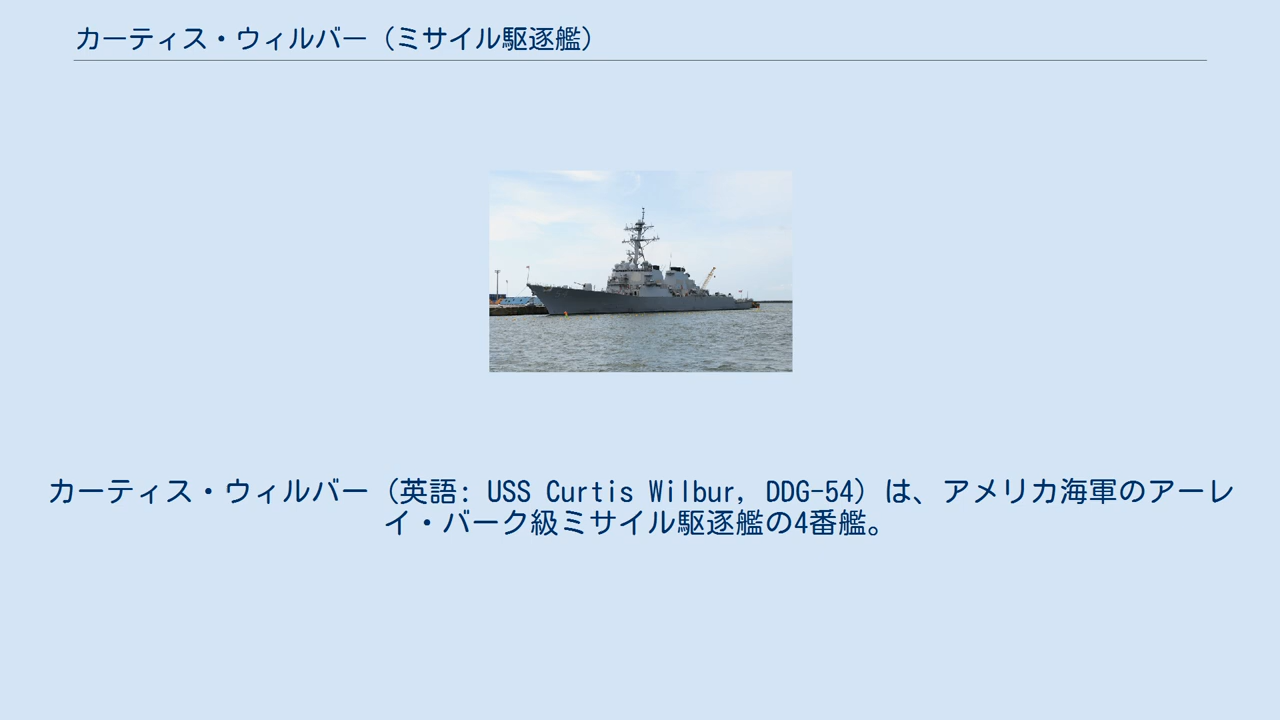 カーティス・ウィルバー（ミサイル駆逐艦）
カーティス・ウィルバー（英語: USS Curtis Wilbur, DDG-54）は、アメリカ海軍のアーレ
イ・バーク級ミサイル駆逐艦の4番艦。